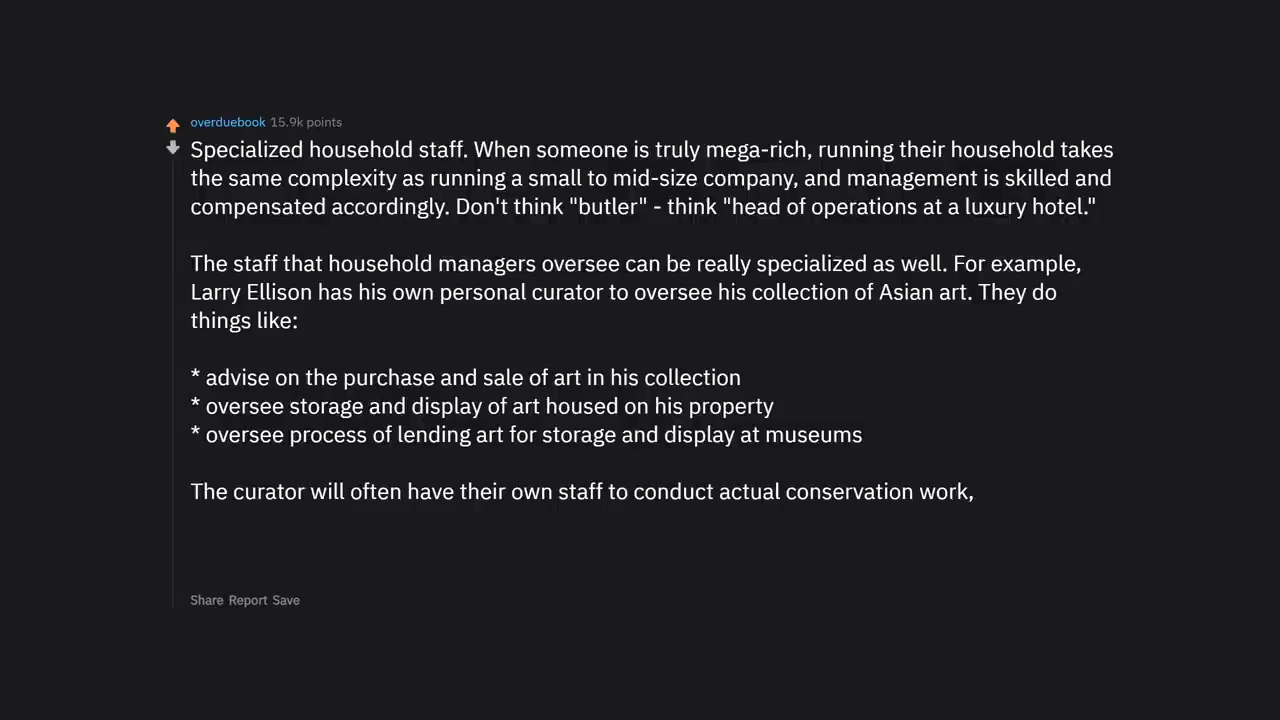 overduebook 15.9k points
Specialized household staff. When someone is truly mega-rich, running their household takes
the same complexity as running a small to mid-size company, and management is skilled and
compensated accordingly. Don't think "butler" - think "head of operations at a luxury hotel."
The staff that household managers oversee can be really specialized as well. For example,
Larry Ellison has his own personal curator to oversee his collection of Asian art. They do
things like:
* advise on the purchase and sale of art in his collection
* oversee storage and display of art housed on his property
* oversee process of lending art for storage and display at museums
The curator will often have their own staff to conduct actual conservation work,
Share Report Save